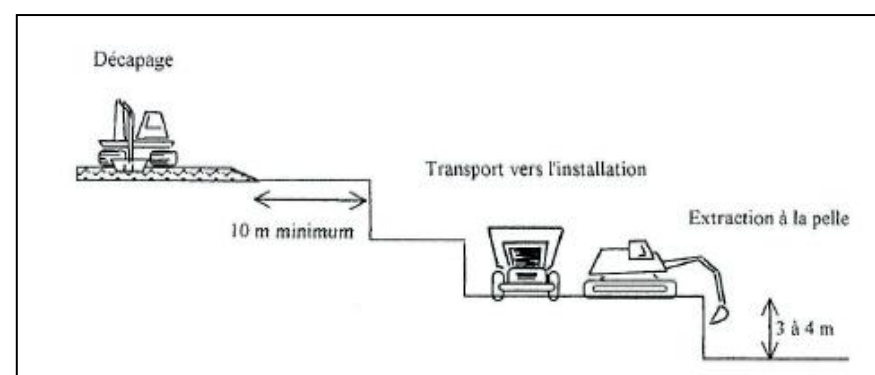 Décapage
Transport vers l'installation
Extraction à la pelle
10 m minimum
3 à 4 m